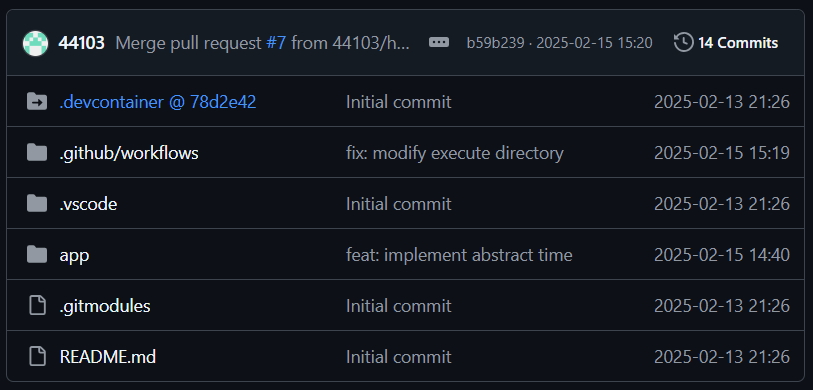 44103 Merge pull request #7 from 44103/h... b59b239 · 2025-02-15 15:20 14 Commits
.devcontainer @ 78d2e42 Initial commit 2025-02-13 21:26
.github/workflows fix: modify execute directory 2025-02-15 15:19
.vscode Initial commit 2025-02-13 21:26
app feat: implement abstract time 2025-02-15 14:40
.gitmodules Initial commit 2025-02-13 21:26
README.md Initial commit 2025-02-13 21:26